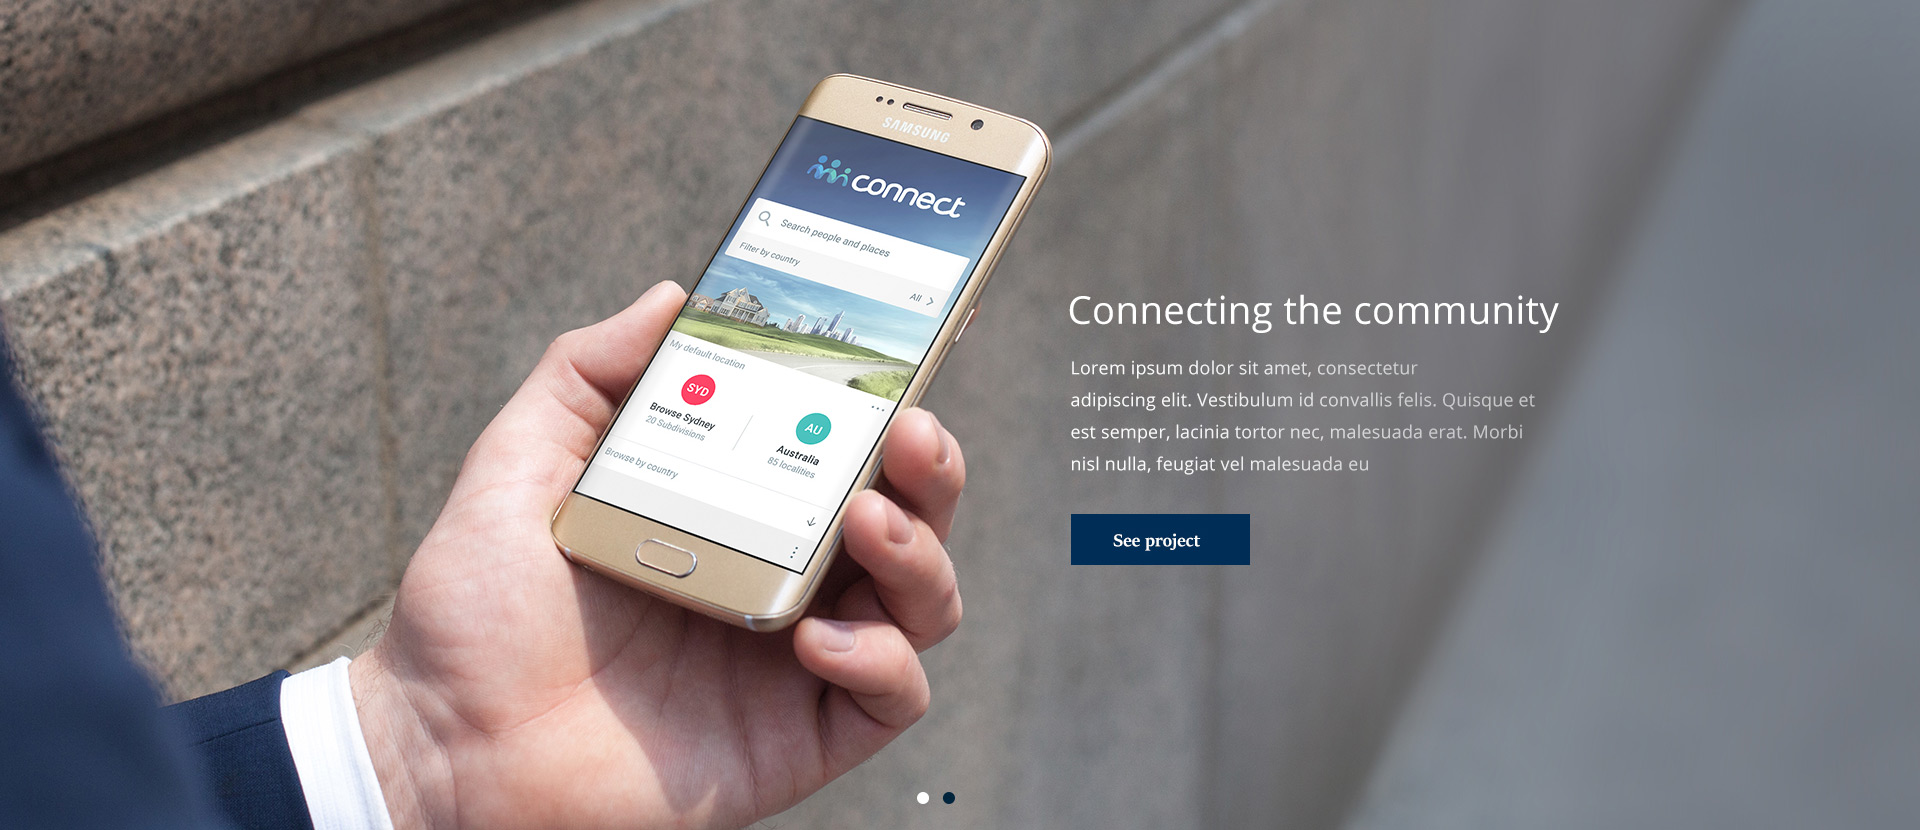 SAMSUNG
connect
Search people and places
Filter by country
All
My default location
SYD
Browse Sydney
20 Subdivisions
AU
Australia
85 localities
Browse by country
Connecting the community
Lorem ipsum dolor sit amet, consectetur
adipiscing elit. Vestibulum id convallis felis. Quisque et
est semper, lacinia tortor nec, malesuada erat. Morbi
nisl nulla, feugiat vel malesuada eu
See project